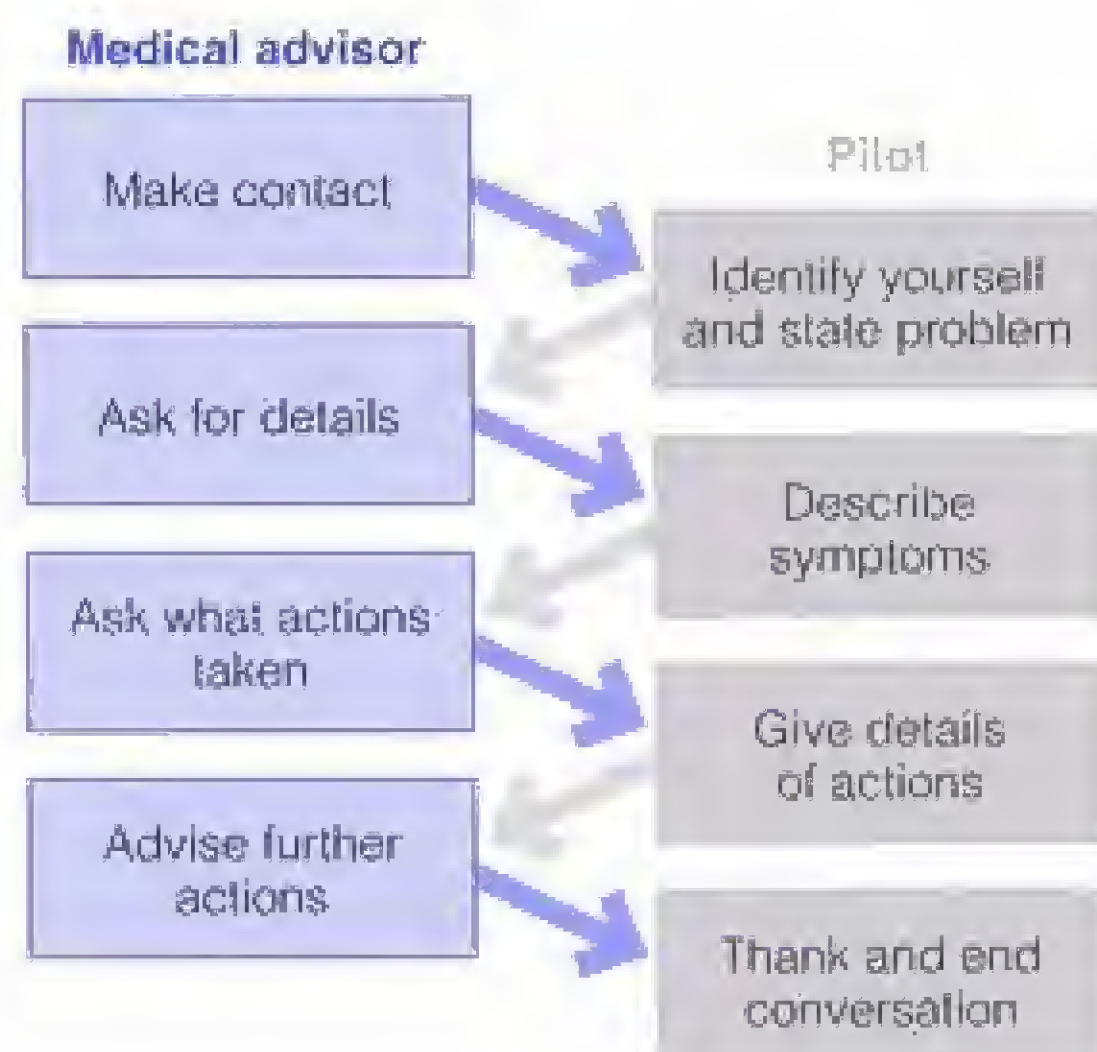 Medical advisor
Make contact
Pilot
Identify yourself
and state problem
Ask for details
Describe
symptoms
Ask what actions
taken
Give details
of actions
Advise further
actions
Thank and end
conversation